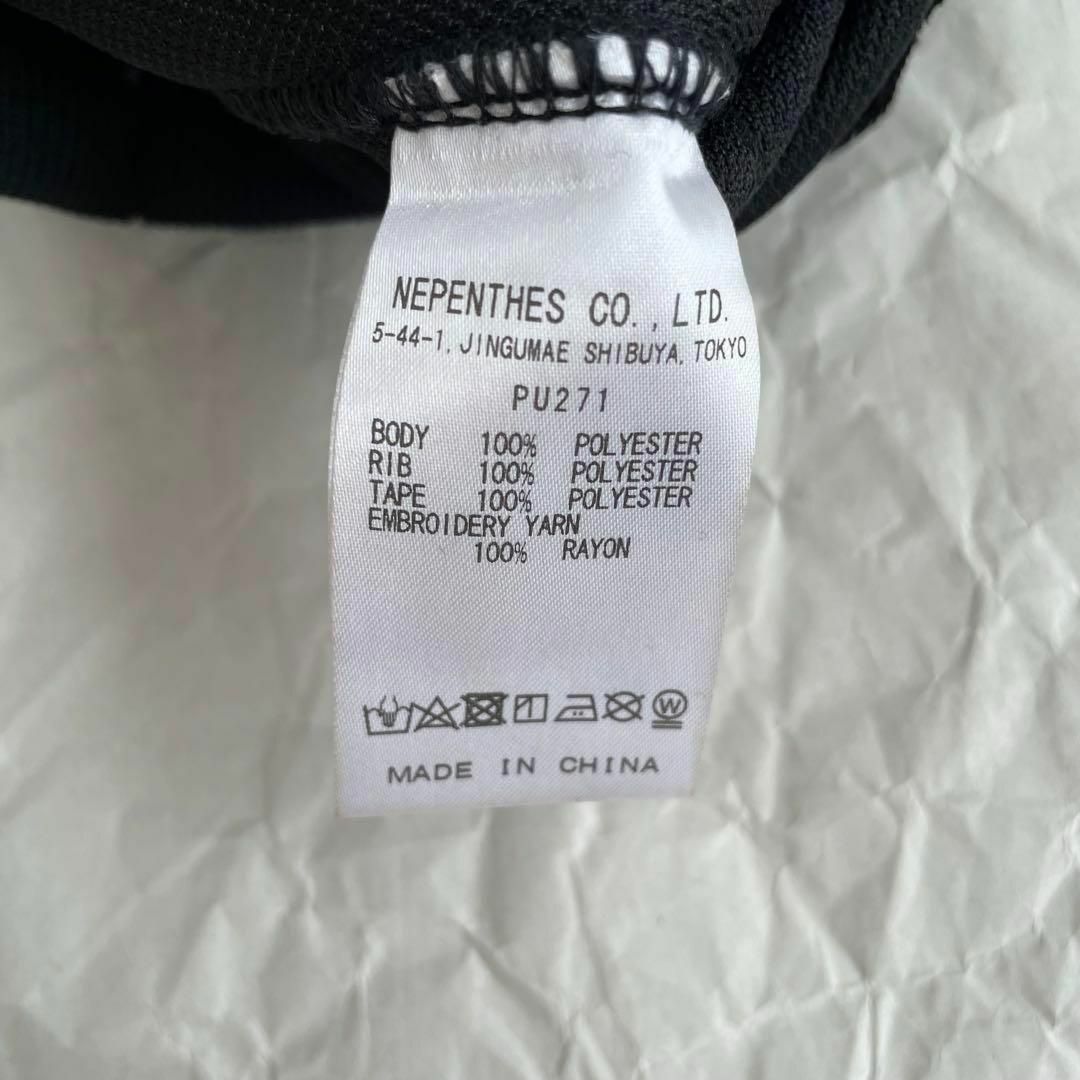 NEPENTHES CO., LTD.
5-44-1, JINGUMAE SHIBUYA, TOKYO
PU271
BODY 100% POLYESTER
RIB 100% POLYESTER
TAPE 100% POLYESTER
EMBROIDERY YARN
100% RAYON
W
MADE IN CHINA